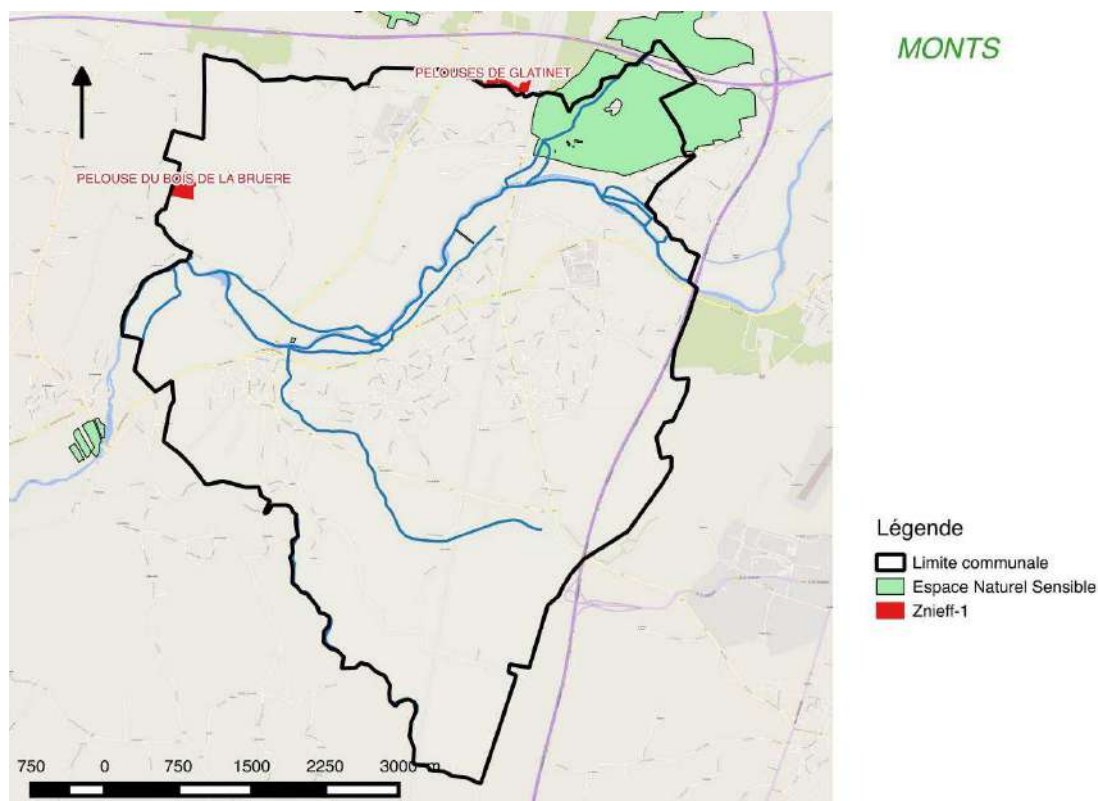 MONTS
PELOUSES DE GLATINET
PELOUSE DU BOIS DE LA BRUERE
Légende
Limite communale
Espace Naturel Sensible
Znieff-1
750 0 750 1500 2250 3000 m